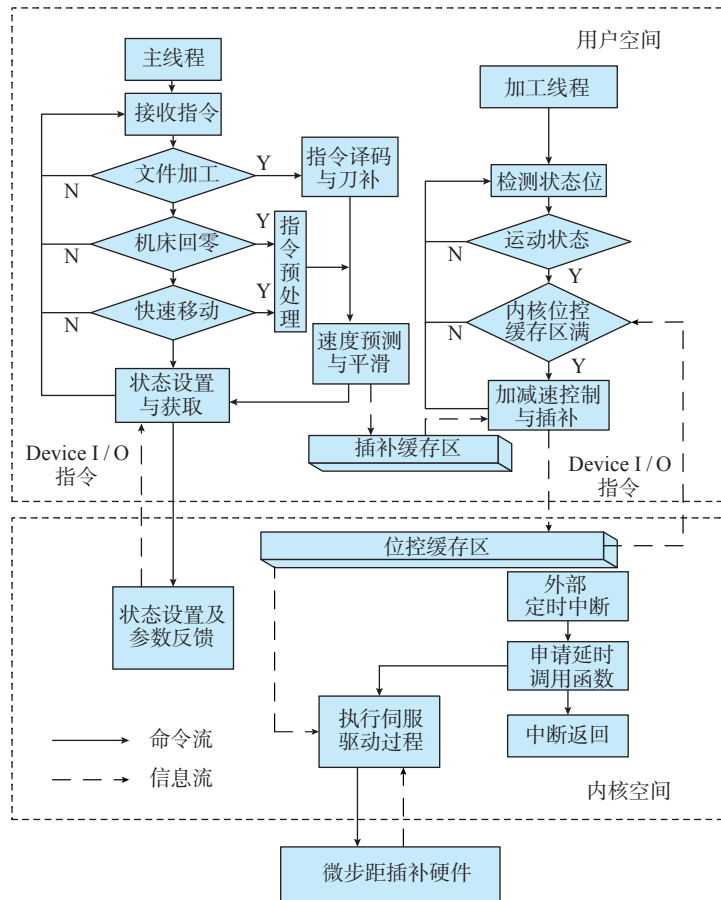 用户空间
主线程
接收指令
文件加工
Y
N
指令译码
与刀补
机床回零
Y
N
指令预处理
快速移动
Y
N
速度预测
与平滑
状态设置
与获取
插补缓存区
Device I / O
指令
加工线程
检测状态位
运动状态
N
Y
内核位控
缓存区满
N
Y
加减速控制
与插补
Device I / O
指令
位控缓存区
外部
定时中断
状态设置及
参数反馈
申请延时
调用函数
执行伺服
驱动过程
中断返回
命令流
信息流
内核空间
微步距插补硬件